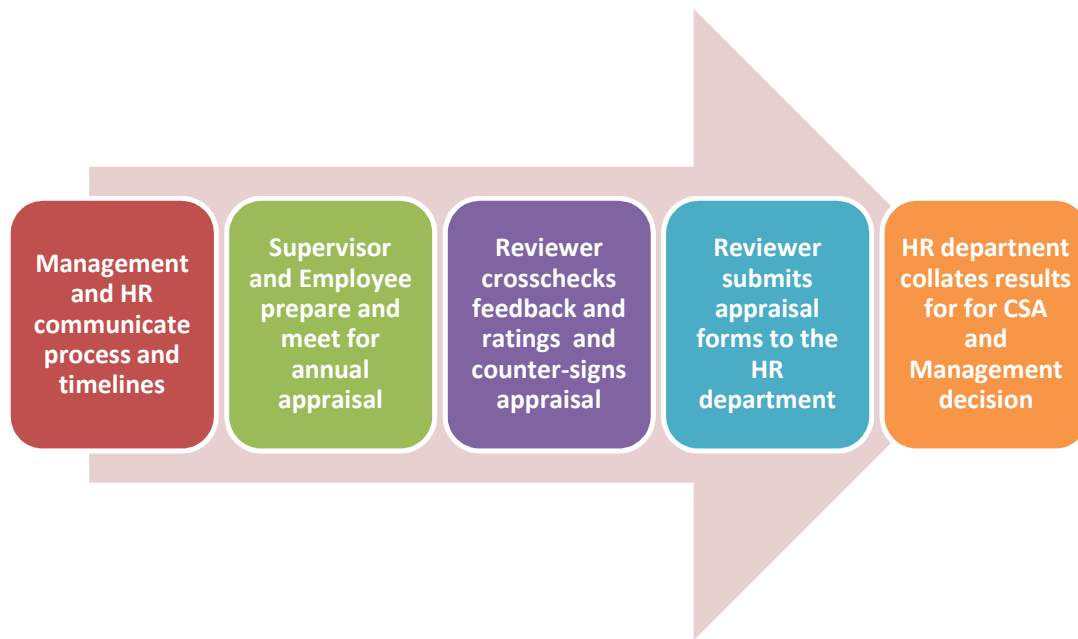 Management
and HR
communicate
process and
timelines
Supervisor
and Employee
prepare and
meet for
annual
appraisal
Reviewer
crosschecks
feedback and
ratings and
counter-signs
appraisal
Reviewer
submits
appraisal
forms to the
HR
department
HR departnent
collates results
for for CSA
and
Management
decision